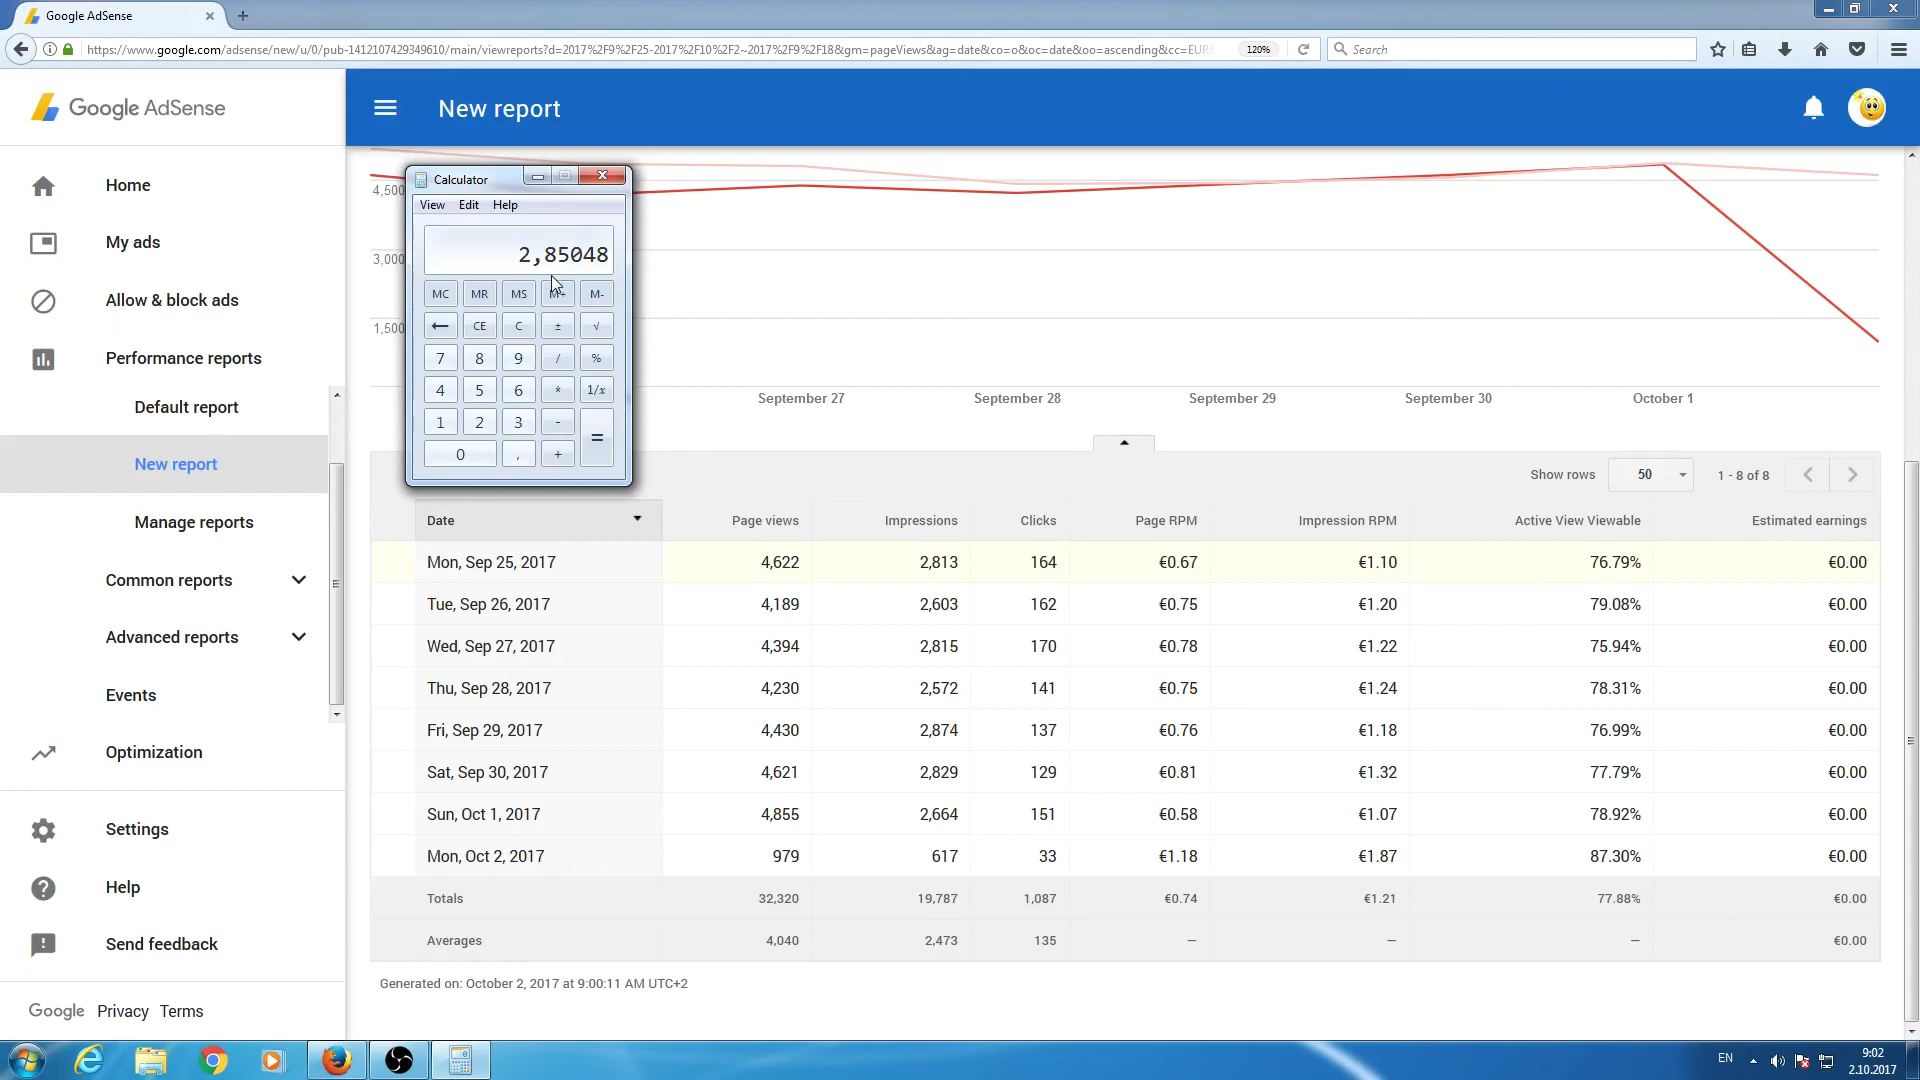 Google AdSense
https://www.google.com/adsense/new/u/0/pub-1412107429349610/main/viewreports?d=2017%2F9%2F25-2017%2F10%2F2~2017%2F9%2F18&gm=pageViews&ag=date&co=o&oc=date&oo=ascending&cc=EUR&
120%
Search
Google AdSense
New report
Home
My ads
Allow & block ads
Performance reports
Default report
New report
Manage reports
Common reports
Advanced reports
Events
Optimization
Settings
Help
Send feedback
Google Privacy Terms
4,500
3,000
1,500
September 27 September 28 September 29 September 30 October 1
Calculator
View Edit Help
2,85048
MC MR MS M+ M-
CE C ± √
7 8 9 / %
4 5 6 * 1/x
1 2 3 - =
0 , +
Show rows 50 1 - 8 of 8
Date Page views Impressions Clicks Page RPM Impression RPM Active View Viewable Estimated earnings
Mon, Sep 25, 2017 4,622 2,813 164 €0.67 €1.10 76.79% €0.00
Tue, Sep 26, 2017 4,189 2,603 162 €0.75 €1.20 79.08% €0.00
Wed, Sep 27, 2017 4,394 2,815 170 €0.78 €1.22 75.94% €0.00
Thu, Sep 28, 2017 4,230 2,572 141 €0.75 €1.24 78.31% €0.00
Fri, Sep 29, 2017 4,430 2,874 137 €0.76 €1.18 76.99% €0.00
Sat, Sep 30, 2017 4,621 2,829 129 €0.81 €1.32 77.79% €0.00
Sun, Oct 1, 2017 4,855 2,664 151 €0.58 €1.07 78.92% €0.00
Mon, Oct 2, 2017 979 617 33 €1.18 €1.87 87.30% €0.00
Totals 32,320 19,787 1,087 €0.74 €1.21 77.88% €0.00
Averages 4,040 2,473 135 — — — €0.00
Generated on: October 2, 2017 at 9:00:11 AM UTC+2
EN
9:02
2.10.2017